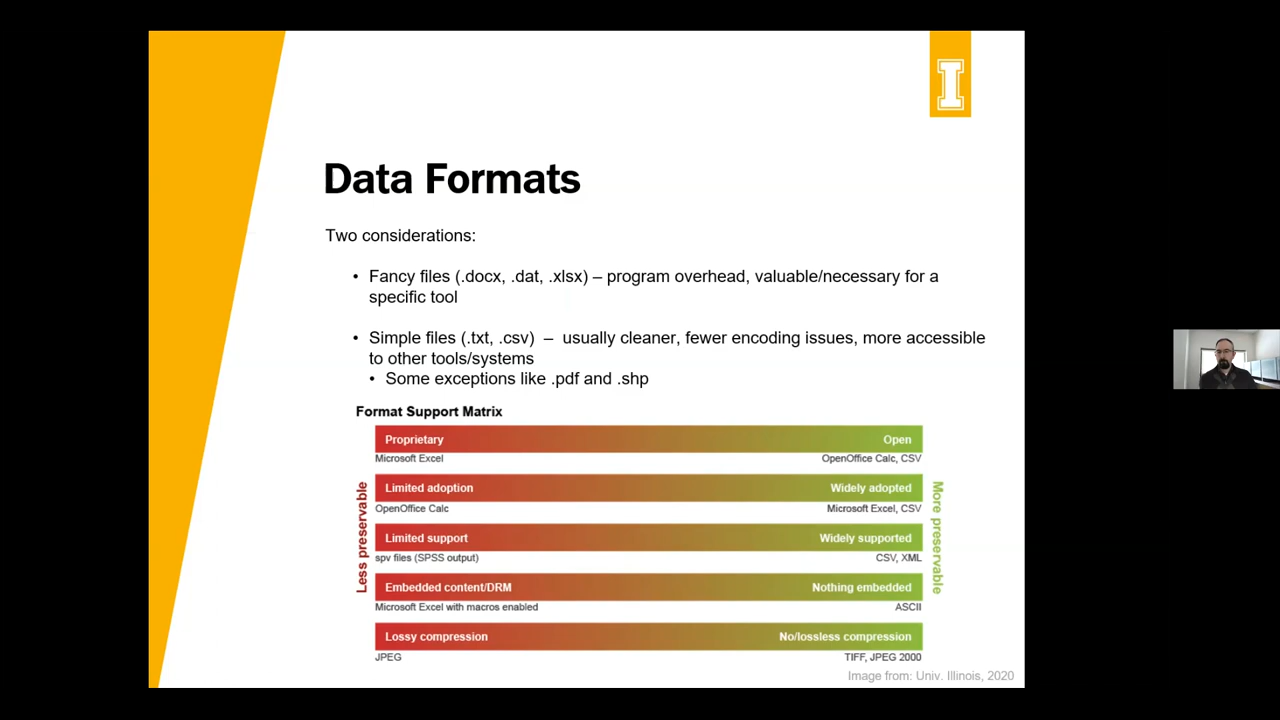 I
Data Formats
Two considerations:
• Fancy files (.docx, .dat, .xlsx) – program overhead, valuable/necessary for a
specific tool
• Simple files (.txt, .csv) – usually cleaner, fewer encoding issues, more accessible
to other tools/systems
• Some exceptions like .pdf and .shp
Format Support Matrix
Less preservable
More preservable
Proprietary Open
Microsoft Excel OpenOffice Calc, CSV
Limited adoption Widely adopted
OpenOffice Calc Microsoft Excel, CSV
Limited support Widely supported
spv files (SPSS output) CSV, XML
Embedded content/DRM Nothing embedded
Microsoft Excel with macros enabled ASCII
Lossy compression No/lossless compression
JPEG TIFF, JPEG 2000
Image from: Univ. Illinois, 2020